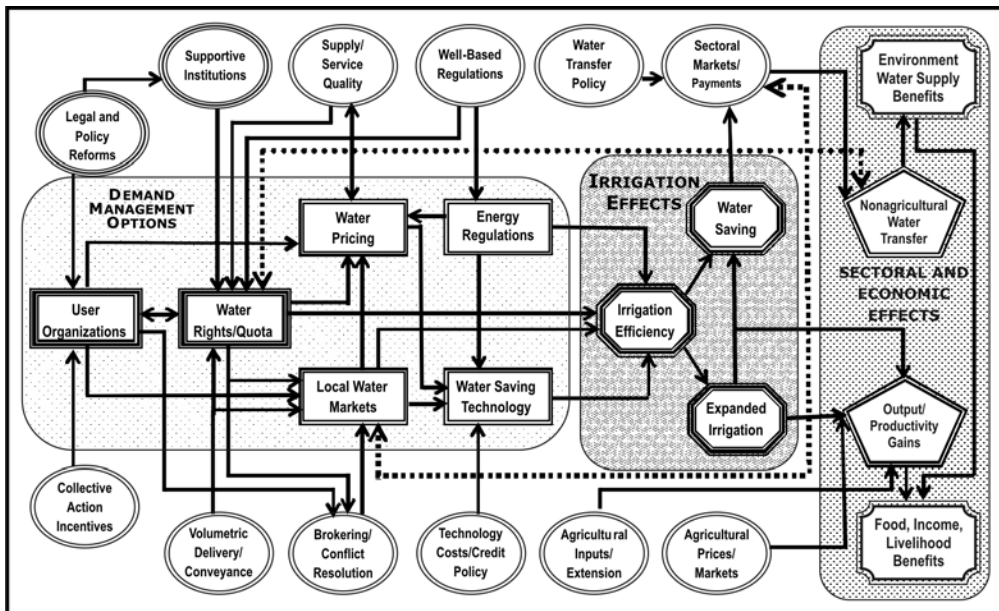 Supportive
Institutions
Supply/
Service
Quality
Well-Based
Regulations
Water
Transfer
Policy
Sectoral
Markets/
Payments
Environment
Water Supply
Benefits
Legal and
Policy
Reforms
DEMAND
MANAGEMENT
OPTIONS
Water
Pricing
Energy
Regulations
IRRIGATION
EFFECTS
Water
Saving
Nonagricultural
Water
Transfer
SECTORAL AND
ECONOMIC
EFFECTS
User
Organizations
Water
Rights/Quota
Irrigation
Efficiency
Local Water
Markets
Water Saving
Technology
Expanded
Irrigation
Output/
Productivity
Gains
Collective
Action
Incentives
Volumetric
Delivery/
Conveyance
Brokering/
Conflict
Resolution
Technology
Costs/Credit
Policy
Agricultural
Inputs/
Extension
Agricultural
Prices/
Markets
Food, Income,
Livelihood
Benefits